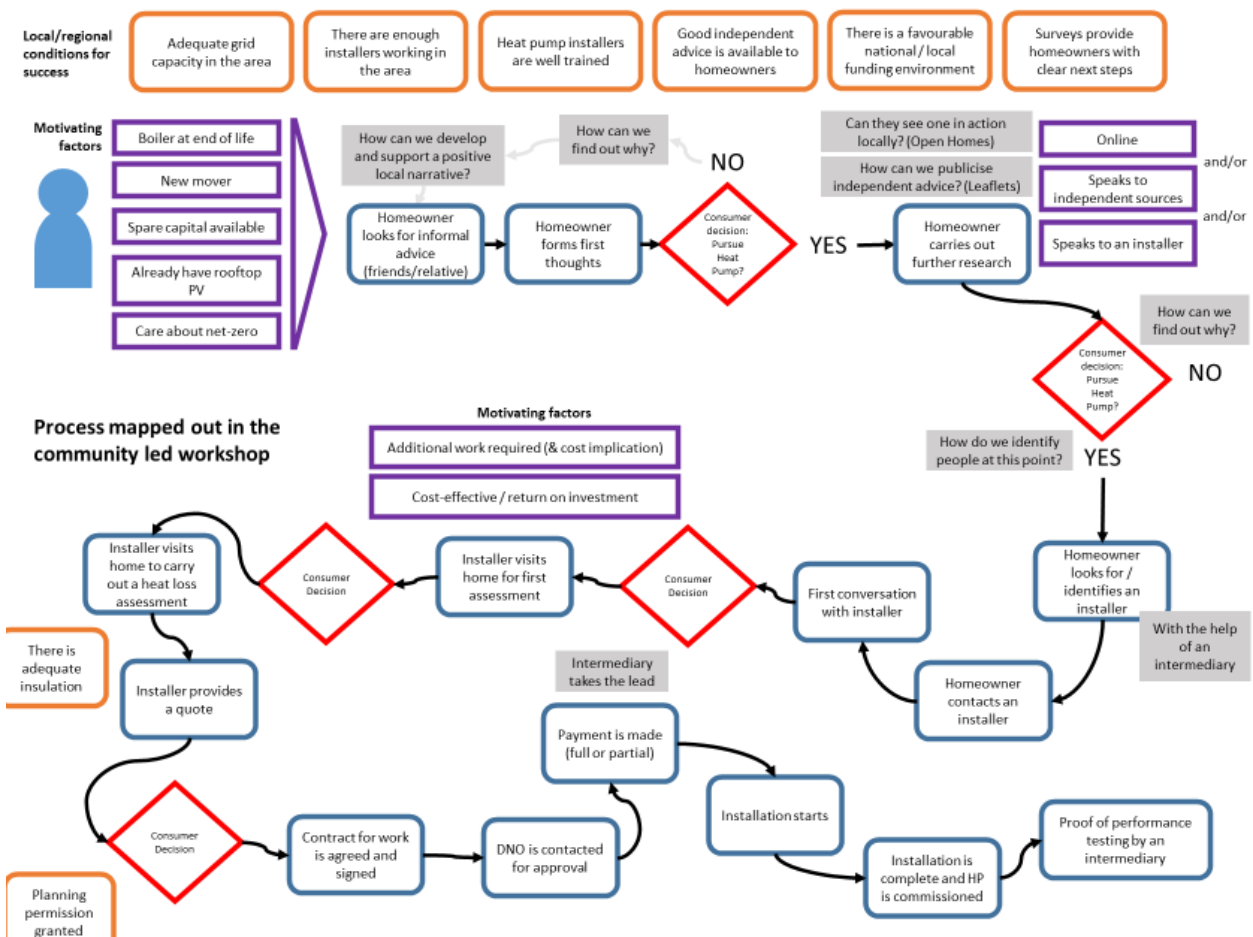 Local/regional
conditions for
success
Adequate grid
capacity in the area
There are enough
installers working in
the area
Heat pump installers
are well trained
Good independent
advice is available to
homeowners
There is a favourable
national / local
funding environment
Surveys provide
homeowners with
clear next steps
Motivating
factors
Boiler at end of life
New mover
Spare capital available
Already have rooftop
PV
Care about net-zero
How can we develop
and support a positive
local narrative?
How can we
find out why?
NO
Homeowner
looks for informal
advice
(friends/relative)
Homeowner
forms first
thoughts
Consumer
decision:
Pursue
Heat
Pump?
YES
Can they see one in action
locally? (Open Homes)
How can we publicise
independent advice? (Leaflets)
Homeowner
carries out
further research
Online
and/or
Speaks to
independent sources
and/or
Speaks to an installer
How can we
find out why?
Consumer
decision:
Pursue
Heat
Pump?
NO
How do we identify
people at this point?
YES
Process mapped out in the
community led workshop
Motivating factors
Additional work required (& cost implication)
Cost-effective / return on investment
Homeowner
looks for /
identifies an
installer
With the help
of an
intermediary
Homeowner
contacts an
installer
First conversation
with installer
Consumer
Decision
Installer visits
home for first
assessment
Consumer
Decision
Installer visits
home to carry
out a heat loss
assessment
There is
adequate
insulation
Installer provides
a quote
Consumer
Decision
Planning
permission
granted
Contract for work
is agreed and
signed
DNO is contacted
for approval
Intermediary
takes the lead
Payment is made
(full or partial)
Installation starts
Installation is
complete and HP
is commissioned
Proof of performance
testing by an
intermediary